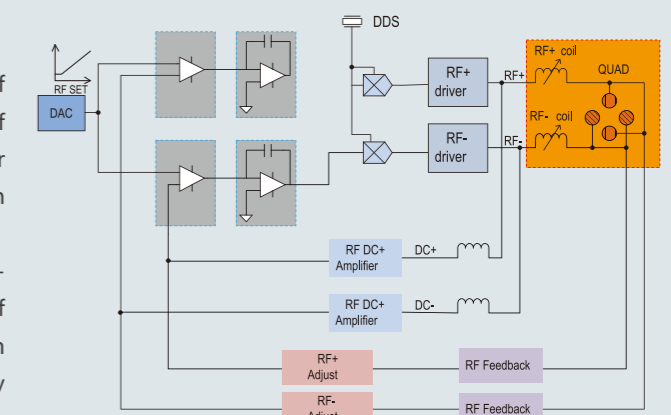 DDS
RF SET
DAC
RF+
driver
RF+
RF-
driver
RF-
RF+ coil
QUAD
RF- coil
RF DC+
Amplifier
DC+
RF DC+
Amplifier
DC-
RF+
Adjust
RF Feedback
RF-
Adjust
RF Feedback